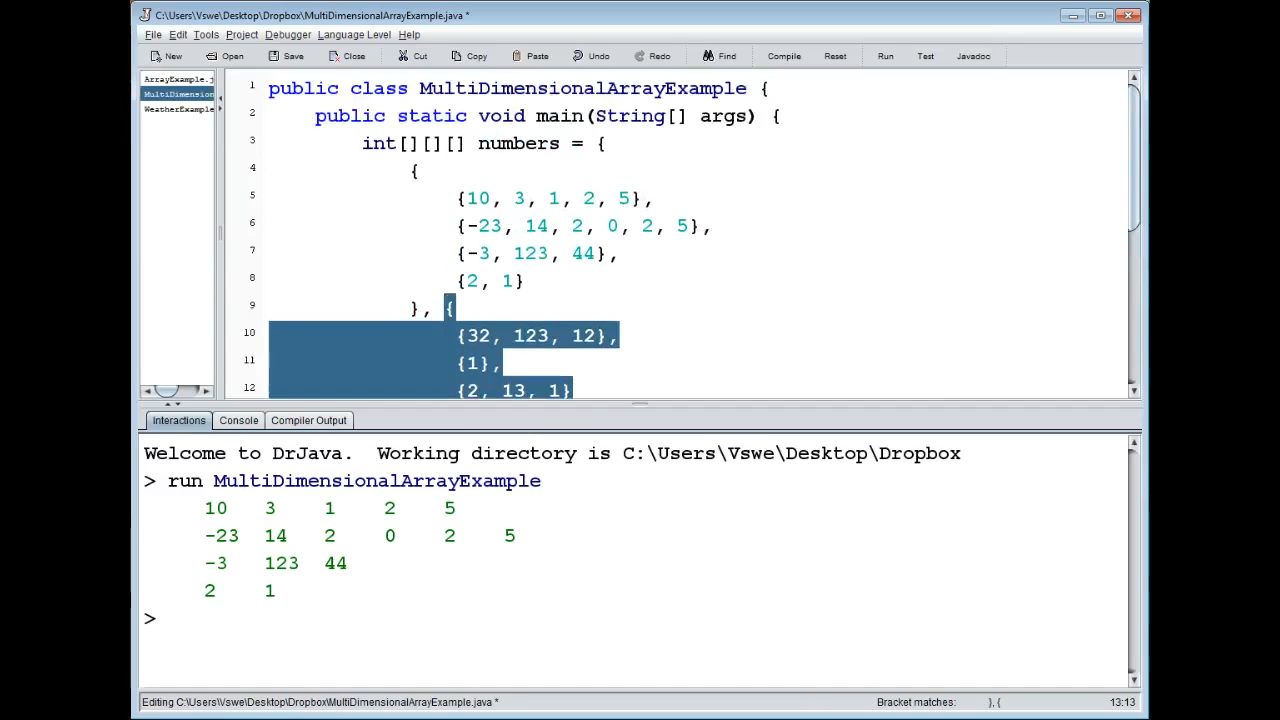 C:\Users\Vswe\Desktop\Dropbox\MultiDimensionalArrayExample.java *
File Edit Tools Project Debugger Language Level Help
New Open Save Close Cut Copy Paste Undo Redo Find Compile Reset Run Test Javadoc
ArrayExample.j
MultiDimension
WeatherExample
1 public class MultiDimensionalArrayExample {
2 public static void main(String[] args) {
3 int[][][] numbers = {
4 {
5 {10, 3, 1, 2, 5},
6 {-23, 14, 2, 0, 2, 5},
7 {-3, 123, 44},
8 {2, 1}
9 }, {
10 {32, 123, 12},
11 {1},
12 {2, 13, 1}
Interactions Console Compiler Output
Welcome to DrJava. Working directory is C:\Users\Vswe\Desktop\Dropbox
> run MultiDimensionalArrayExample
10 3 1 2 5
-23 14 2 0 2 5
-3 123 44
2 1
>
Editing C:\Users\Vswe\Desktop\Dropbox\MultiDimensionalArrayExample.java * Bracket matches: }, { 13:13